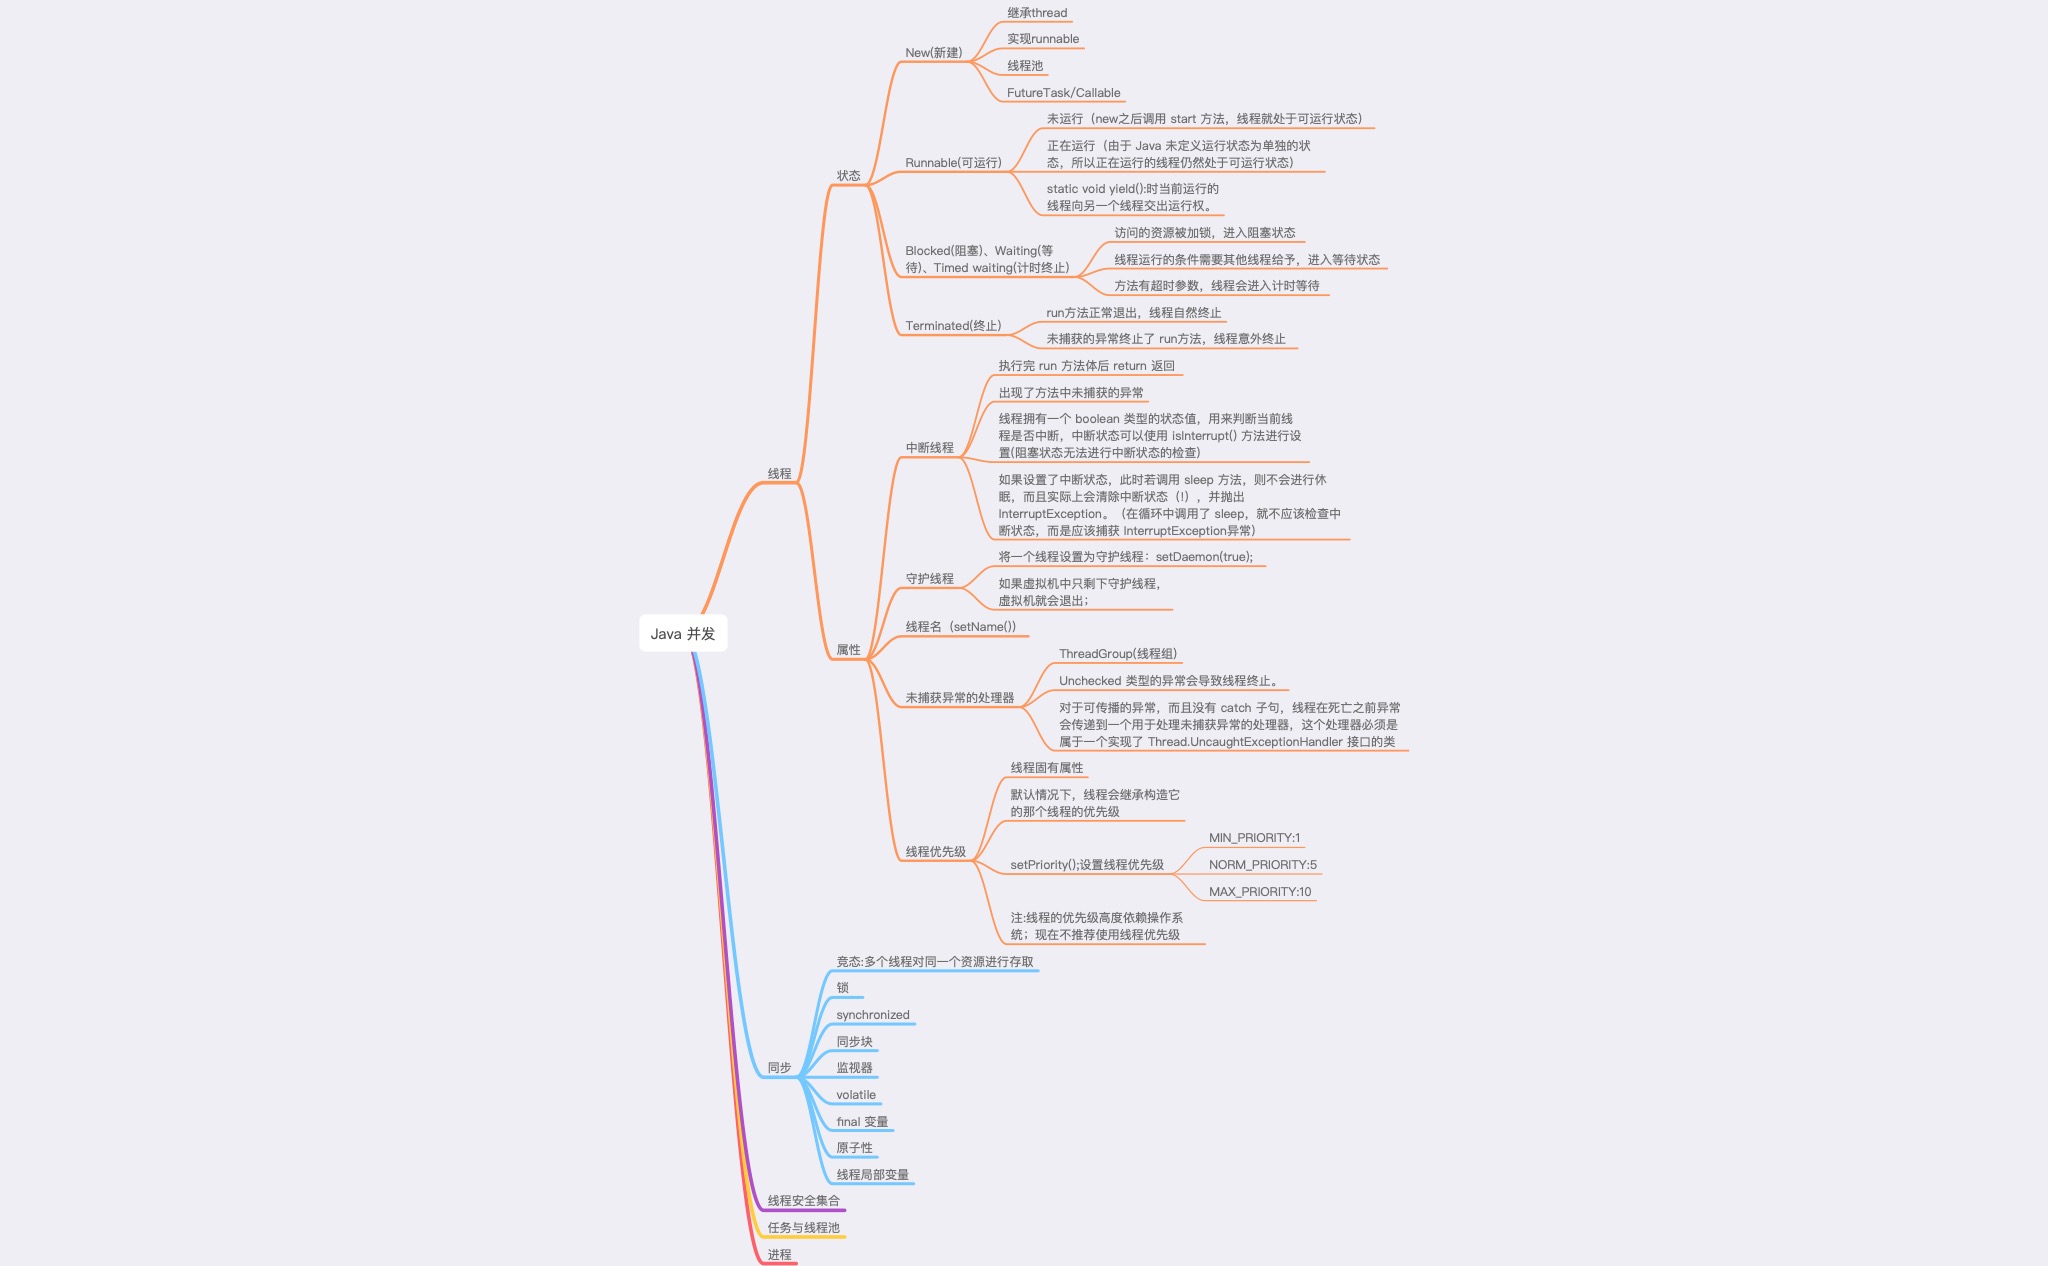 Java 并发
线程
状态
New(新建)
继承thread
实现runnable
线程池
FutureTask/Callable
Runnable(可运行)
未运行（new之后调用 start 方法，线程就处于可运行状态）
正在运行（由于 Java 未定义运行状态为单独的状
态，所以正在运行的线程仍然处于可运行状态）
static void yield():时当前运行的
线程向另一个线程交出运行权。
Blocked(阻塞)、Waiting(等
待)、Timed waiting(计时终止)
访问的资源被加锁，进入阻塞状态
线程运行的条件需要其他线程给予，进入等待状态
方法有超时参数，线程会进入计时等待
Terminated(终止)
run方法正常退出，线程自然终止
未捕获的异常终止了 run方法，线程意外终止
属性
中断线程
执行完 run 方法体后 return 返回
出现了方法中未捕获的异常
线程拥有一个 boolean 类型的状态值，用来判断当前线
程是否中断，中断状态可以使用 isInterrupt() 方法进行设
置(阻塞状态无法进行中断状态的检查)
如果设置了中断状态，此时若调用 sleep 方法，则不会进行休
眠，而且实际上会清除中断状态（!），并抛出
InterruptException。（在循环中调用了 sleep，就不应该检查中
断状态，而是应该捕获 InterruptException异常）
守护线程
将一个线程设置为守护线程：setDaemon(true);
如果虚拟机中只剩下守护线程，
虚拟机就会退出；
线程名（setName()）
未捕获异常的处理器
ThreadGroup(线程组)
Unchecked 类型的异常会导致线程终止。
对于可传播的异常，而且没有 catch 子句，线程在死亡之前异常
会传递到一个用于处理未捕获异常的处理器，这个处理器必须是
属于一个实现了 Thread.UncaughtExceptionHandler 接口的类
线程优先级
线程固有属性
默认情况下，线程会继承构造它
的那个线程的优先级
setPriority();设置线程优先级
MIN_PRIORITY:1
NORM_PRIORITY:5
MAX_PRIORITY:10
注:线程的优先级高度依赖操作系
统；现在不推荐使用线程优先级
同步
竞态:多个线程对同一个资源进行存取
锁
synchronized
同步块
监视器
volatile
final 变量
原子性
线程局部变量
线程安全集合
任务与线程池
进程